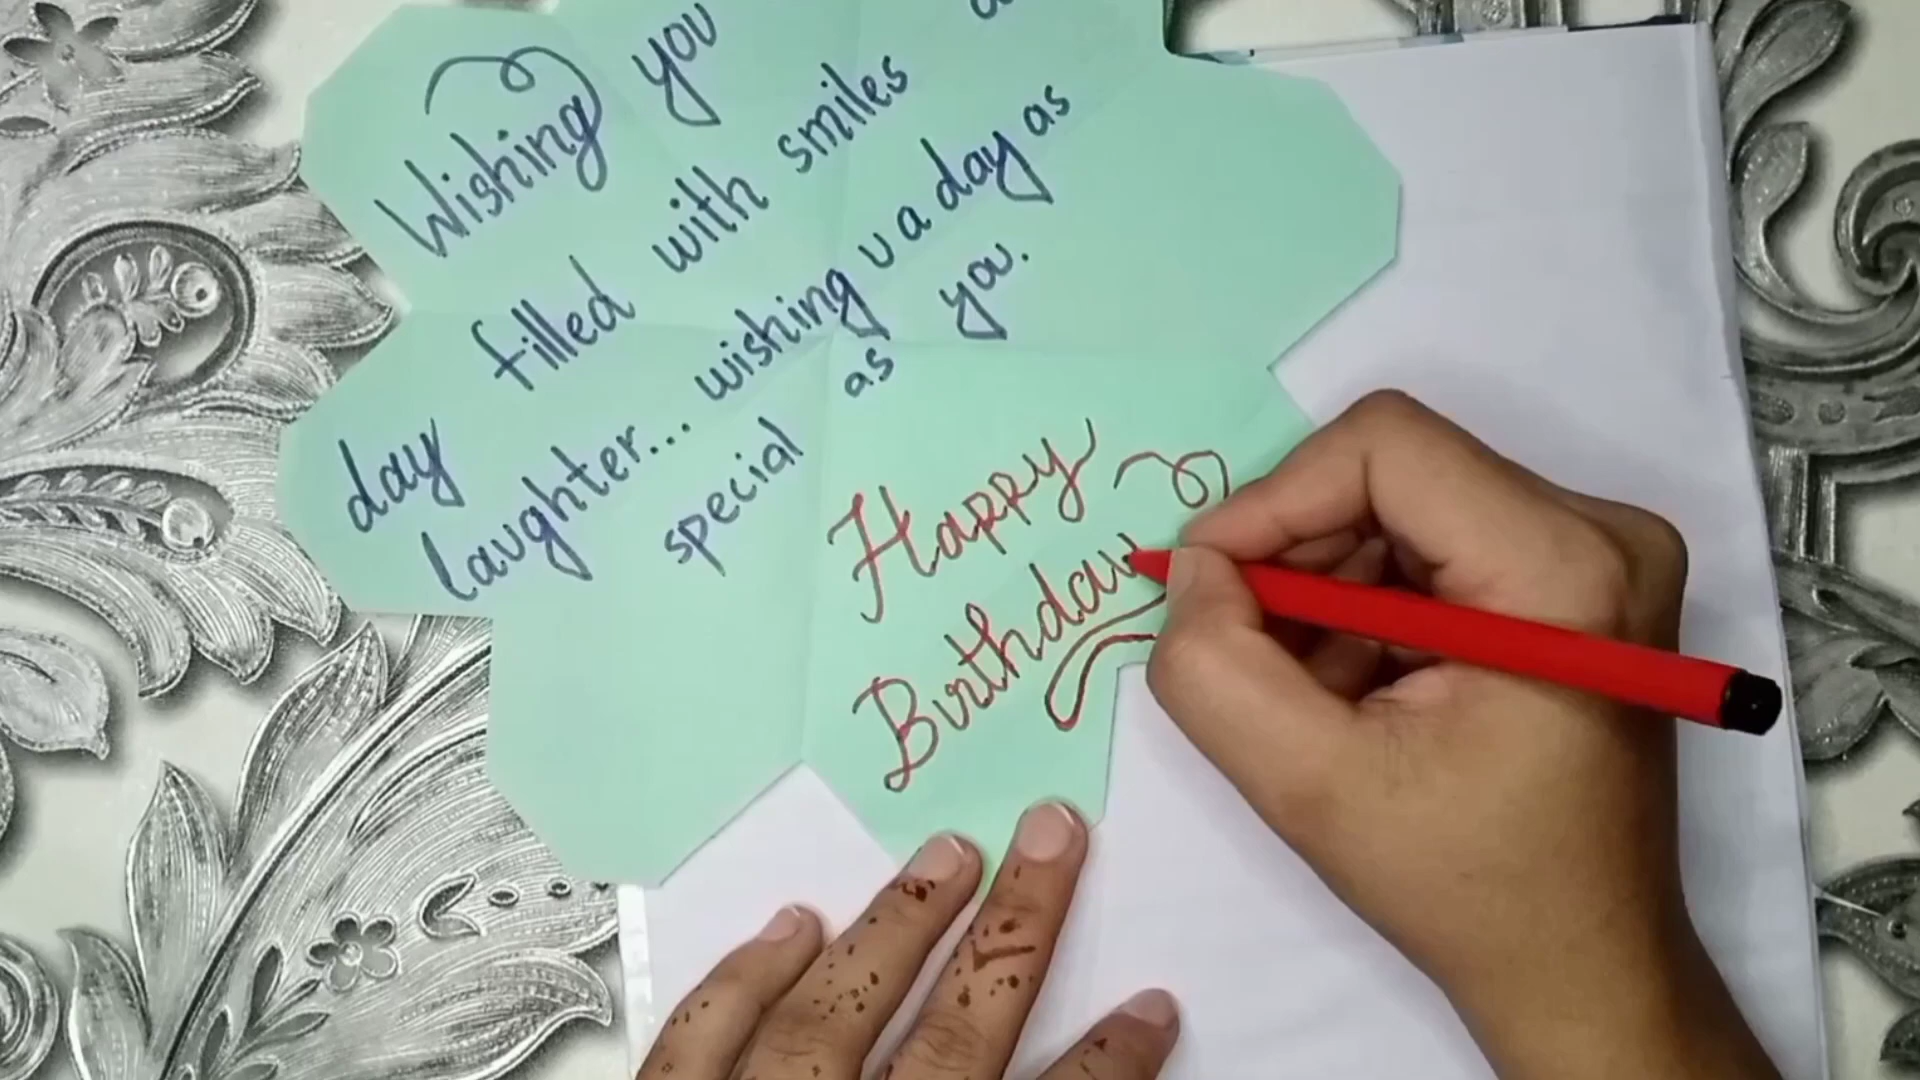 Wishing you a
day filled with smiles
laughter... wishing u a day as
special as you.
Happy
Birthday